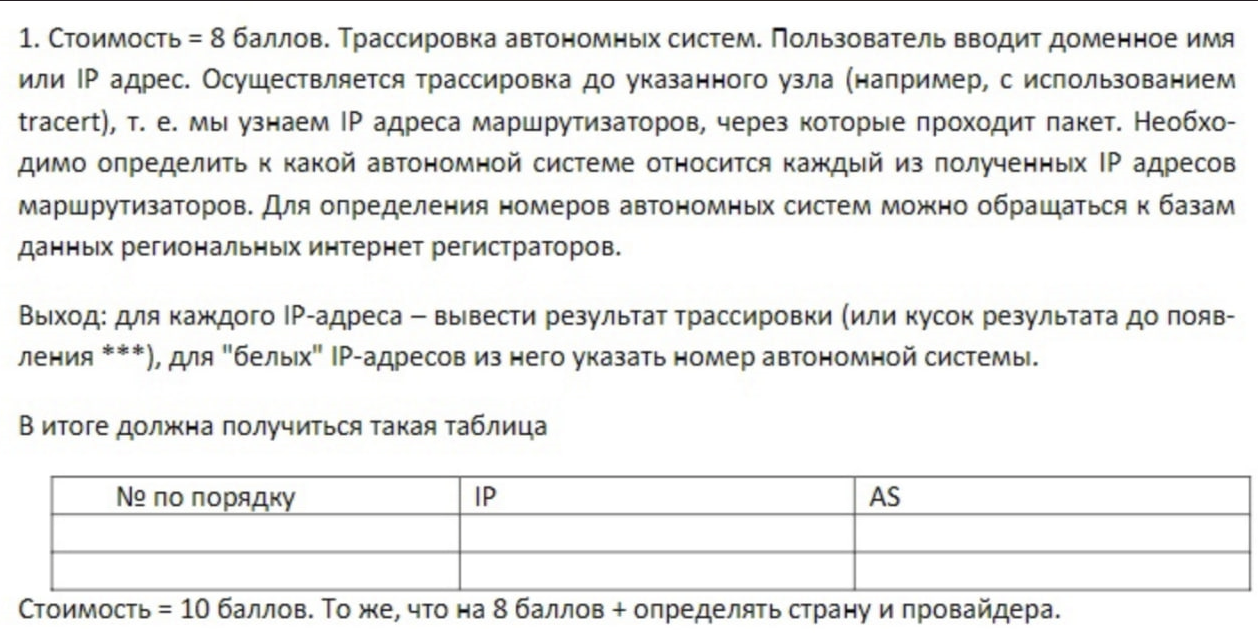 1. Стоимость = 8 баллов. Трассировка автономных систем. Пользователь вводит доменное имя
или IP адрес. Осуществляется трассировка до указанного узла (например, с использованием
tracert), т. е. мы узнаем IP адреса маршрутизаторов, через которые проходит пакет. Необхо-
димо определить к какой автономной системе относится каждый из полученных IP адресов
маршрутизаторов. Для определения номеров автономных систем можно обращаться к базам
данных региональных интернет регистраторов.
Выход: для каждого IP-адреса – вывести результат трассировки (или кусок результата до появ-
ления ***), для "белых" IP-адресов из него указать номер автономной системы.
В итоге должна получиться такая таблица
№ по порядку IP AS
Стоимость = 10 баллов. То же, что на 8 баллов + определять страну и провайдера.